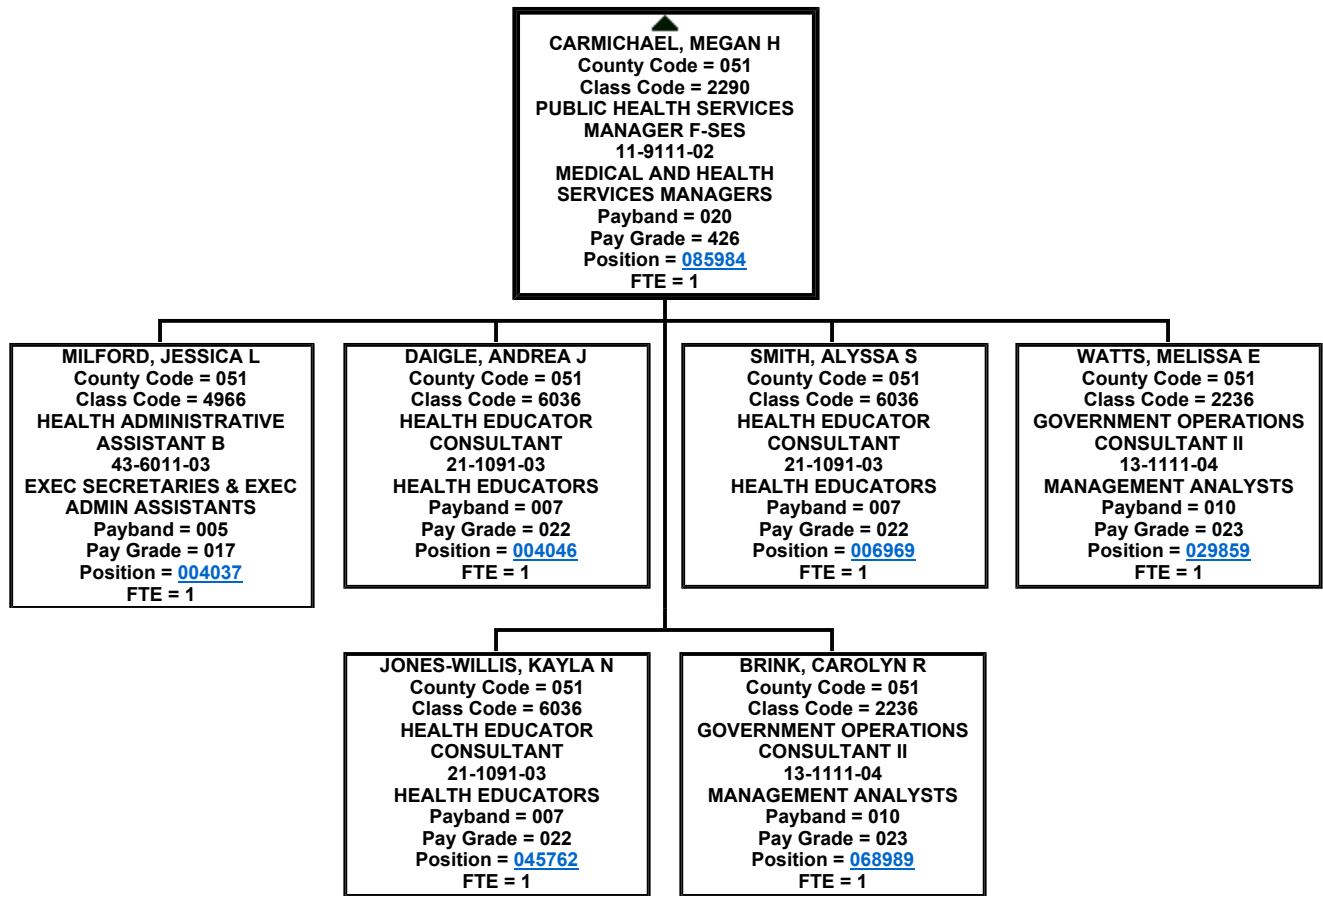 CARMICHAEL, MEGAN H
County Code = 051
Class Code = 2290
PUBLIC HEALTH SERVICES
MANAGER F-SES
11-9111-02
MEDICAL AND HEALTH
SERVICES MANAGERS
Payband = 020
Pay Grade = 426
Position = 085984
FTE = 1
MILFORD, JESSICA L
County Code = 051
Class Code = 4966
HEALTH ADMINISTRATIVE
ASSISTANT B
43-6011-03
EXEC SECRETARIES & EXEC
ADMIN ASSISTANTS
Payband = 005
Pay Grade = 017
Position = 004037
FTE = 1
DAIGLE, ANDREA J
County Code = 051
Class Code = 6036
HEALTH EDUCATOR
CONSULTANT
21-1091-03
HEALTH EDUCATORS
Payband = 007
Pay Grade = 022
Position = 004046
FTE = 1
SMITH, ALYSSA S
County Code = 051
Class Code = 6036
HEALTH EDUCATOR
CONSULTANT
21-1091-03
HEALTH EDUCATORS
Payband = 007
Pay Grade = 022
Position = 006969
FTE = 1
WATTS, MELISSA E
County Code = 051
Class Code = 2236
GOVERNMENT OPERATIONS
CONSULTANT II
13-1111-04
MANAGEMENT ANALYSTS
Payband = 010
Pay Grade = 023
Position = 029859
FTE = 1
JONES-WILLIS, KAYLA N
County Code = 051
Class Code = 6036
HEALTH EDUCATOR
CONSULTANT
21-1091-03
HEALTH EDUCATORS
Payband = 007
Pay Grade = 022
Position = 045762
FTE = 1
BRINK, CAROLYN R
County Code = 051
Class Code = 2236
GOVERNMENT OPERATIONS
CONSULTANT II
13-1111-04
MANAGEMENT ANALYSTS
Payband = 010
Pay Grade = 023
Position = 068989
FTE = 1